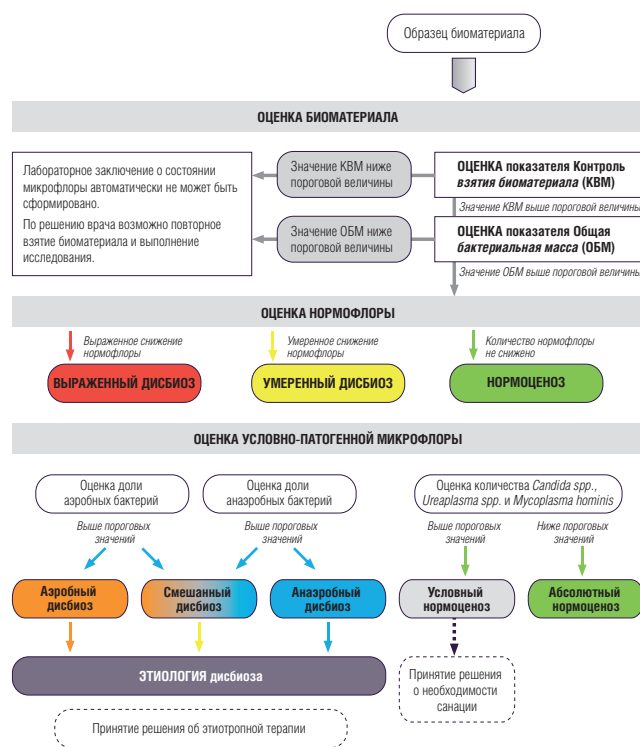 Образец биоматериала
ОЦЕНКА БИОМАТЕРИАЛА
Лабораторное заключение о состоянии
микрофлоры автоматически не может быть
сформировано.
По решению врача возможно повторное
взятие биоматериала и выполнение
исследования.
Значение КВМ ниже
пороговой величины
ОЦЕНКА показателя Контроль
взятия биоматериала (КВМ)
Значение КВМ выше пороговой величины
Значение ОБМ ниже
пороговой величины
ОЦЕНКА показателя Общая
бактериальная масса (ОБМ)
Значение ОБМ выше пороговой величины
ОЦЕНКА НОРМОФЛОРЫ
Выраженное снижение
нормофлоры
Умеренное снижение
нормофлоры
Количество нормофлоры
не снижено
ВЫРАЖЕННЫЙ ДИСБИОЗ
УМЕРЕННЫЙ ДИСБИОЗ
НОРМОЦЕНОЗ
ОЦЕНКА УСЛОВНО-ПАТОГЕННОЙ МИКРОФЛОРЫ
Оценка доли
аэробных бактерий
Оценка доли
анаэробных бактерий
Оценка количества Candida spp.,
Ureaplasma spp. и Mycoplasma hominis
Выше пороговых
значений
Выше пороговых
значений
Выше пороговых
значений
Ниже пороговых
значений
Аэробный
дисбиоз
Смешанный
дисбиоз
Анаэробный
дисбиоз
Условный
нормоценоз
Абсолютный
нормоценоз
ЭТИОЛОГИЯ дисбиоза
Принятие решения
о необходимости
санации
Принятие решения об этиотропной терапии